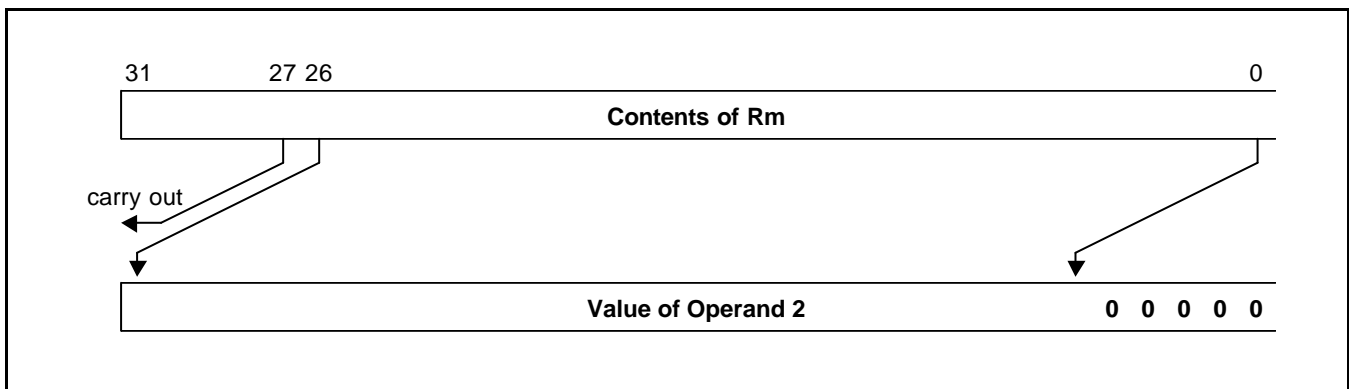 31 27 26 0
Contents of Rm
carry out
Value of Operand 2 0 0 0 0 0